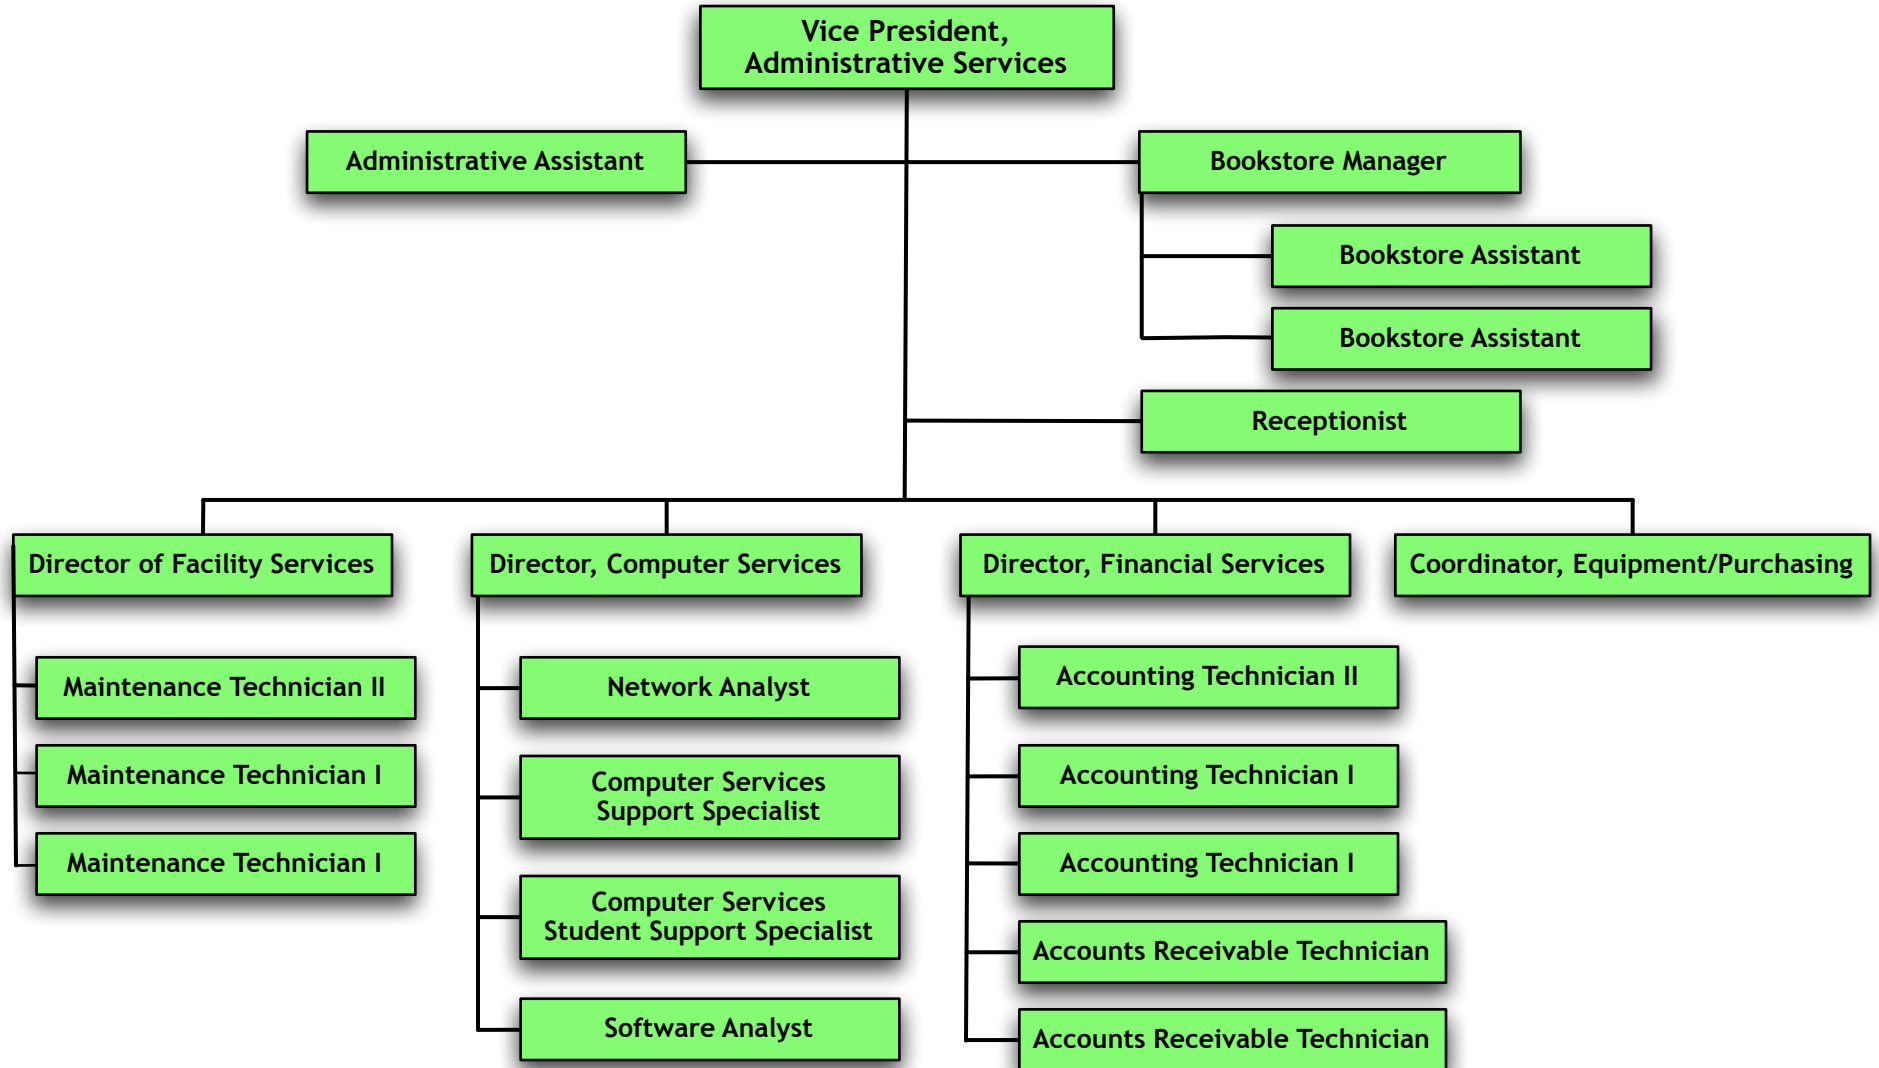 Vice President,
Administrative Services
Administrative Assistant
Bookstore Manager
Bookstore Assistant
Bookstore Assistant
Receptionist
Director of Facility Services
Maintenance Technician II
Maintenance Technician I
Maintenance Technician I
Director, Computer Services
Network Analyst
Computer Services
Support Specialist
Computer Services
Student Support Specialist
Software Analyst
Director, Financial Services
Accounting Technician II
Accounting Technician I
Accounting Technician I
Accounts Receivable Technician
Accounts Receivable Technician
Coordinator, Equipment/Purchasing